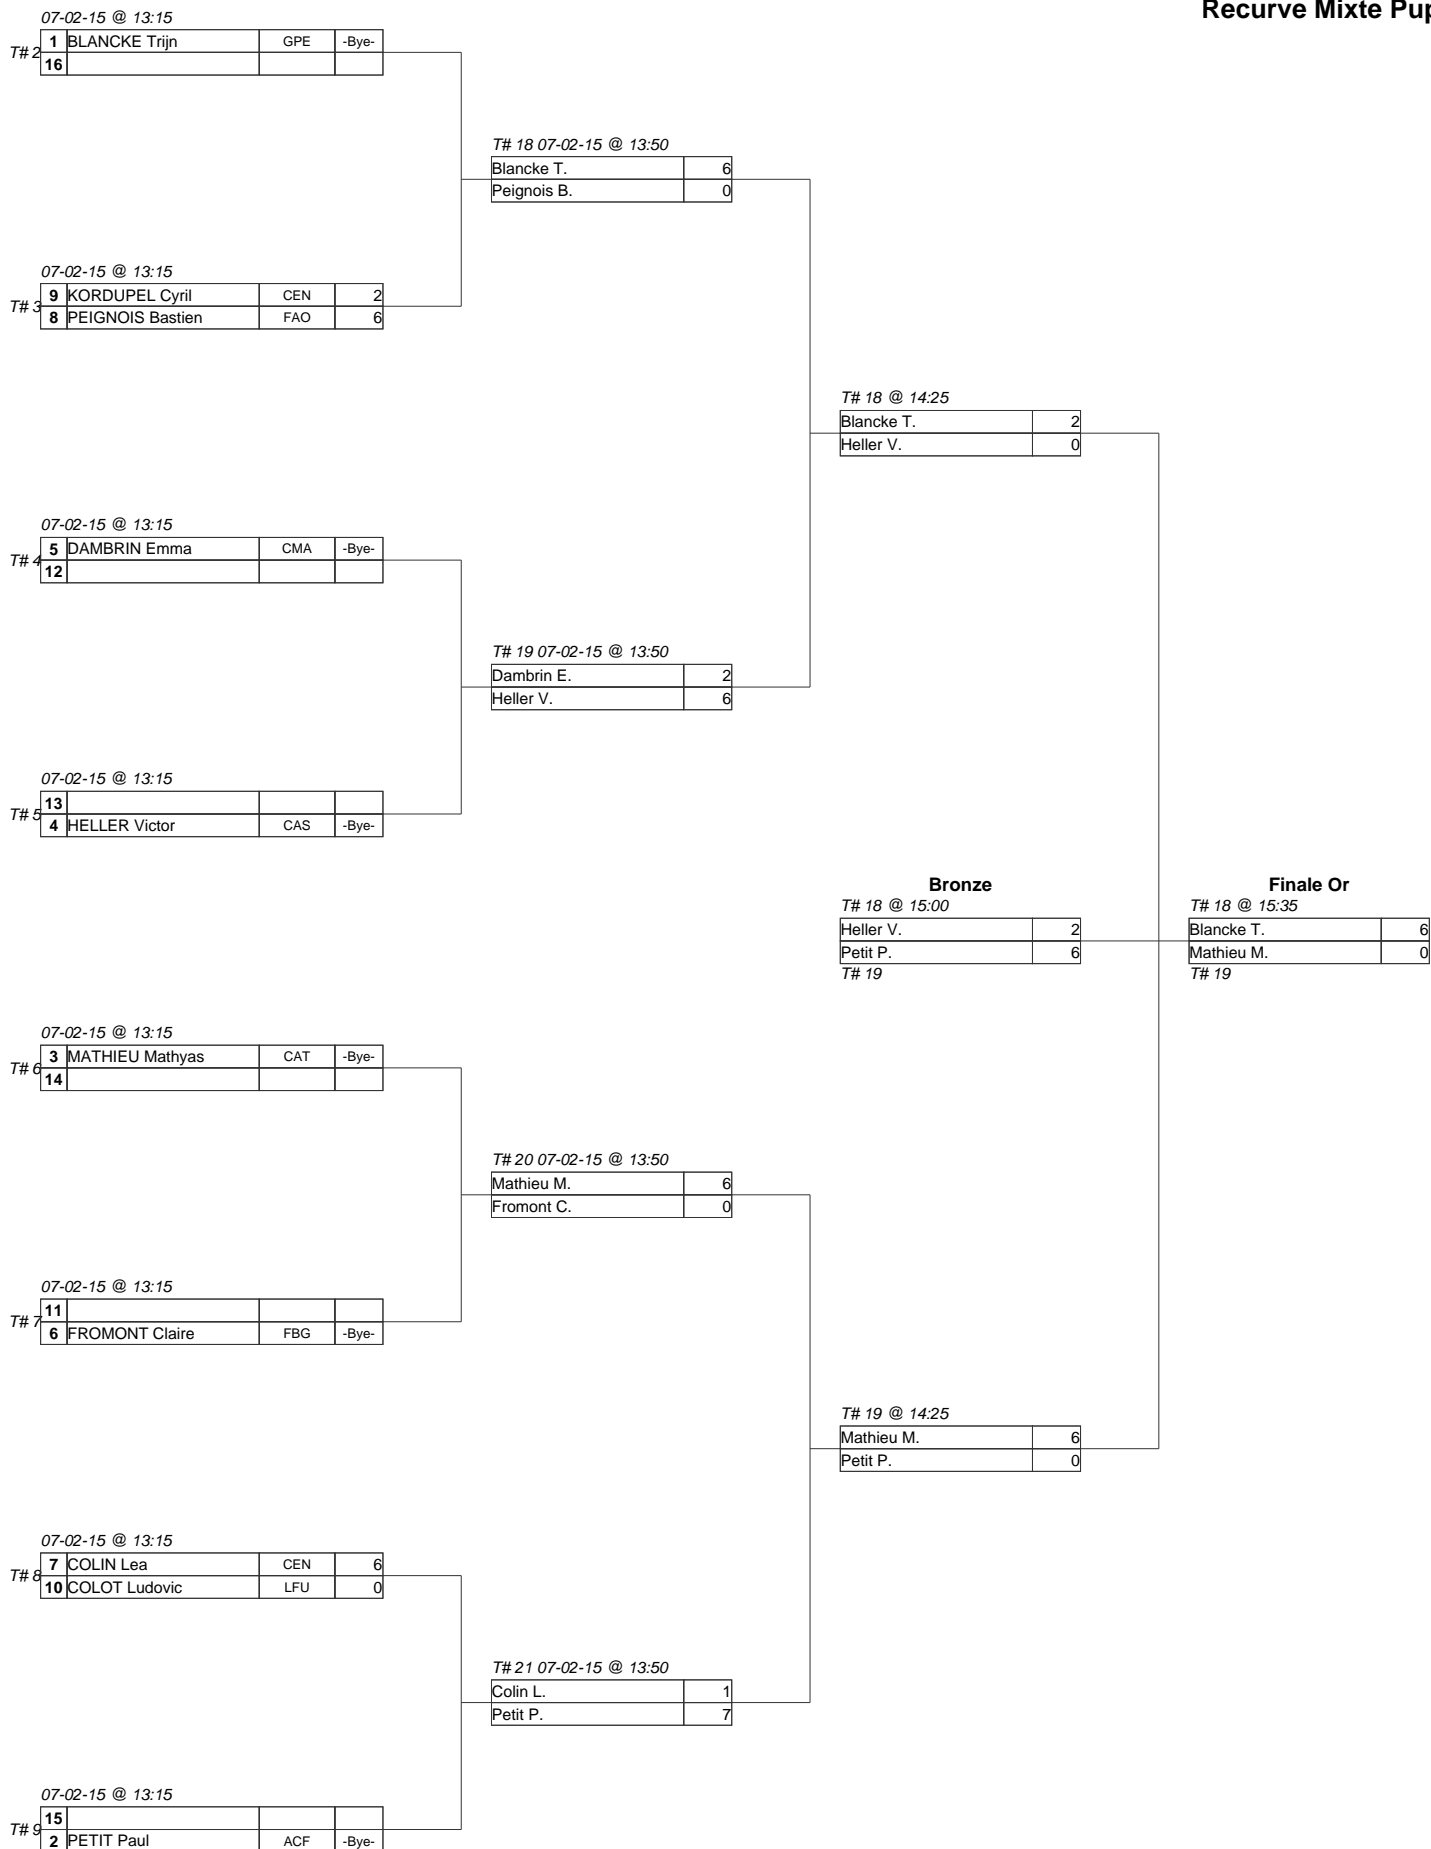 Recurve Mixte Pup
07-02-15 @ 13:15
T# 2
1 BLANCKE Trijn GPE -Bye-
16
T# 18 07-02-15 @ 13:50
Blancke T. 6
Peignois B. 0
07-02-15 @ 13:15
T# 3
9 KORDUPEL Cyril CEN 2
8 PEIGNOIS Bastien FAO 6
T# 18 @ 14:25
Blancke T. 2
Heller V. 0
07-02-15 @ 13:15
T# 4
5 DAMBRIN Emma CMA -Bye-
12
T# 19 07-02-15 @ 13:50
Dambrin E. 2
Heller V. 6
07-02-15 @ 13:15
T# 5
13
4 HELLER Victor CAS -Bye-
Bronze
T# 18 @ 15:00
Heller V. 2
Petit P. 6
T# 19
Finale Or
T# 18 @ 15:35
Blancke T. 6
Mathieu M. 0
T# 19
07-02-15 @ 13:15
T# 6
3 MATHIEU Mathyas CAT -Bye-
14
T# 20 07-02-15 @ 13:50
Mathieu M. 6
Fromont C. 0
07-02-15 @ 13:15
T# 7
11
6 FROMONT Claire FBG -Bye-
T# 19 @ 14:25
Mathieu M. 6
Petit P. 0
07-02-15 @ 13:15
T# 8
7 COLIN Lea CEN 6
10 COLOT Ludovic LFU 0
T# 21 07-02-15 @ 13:50
Colin L. 1
Petit P. 7
07-02-15 @ 13:15
T# 9
15
2 PETIT Paul ACF -Bye-